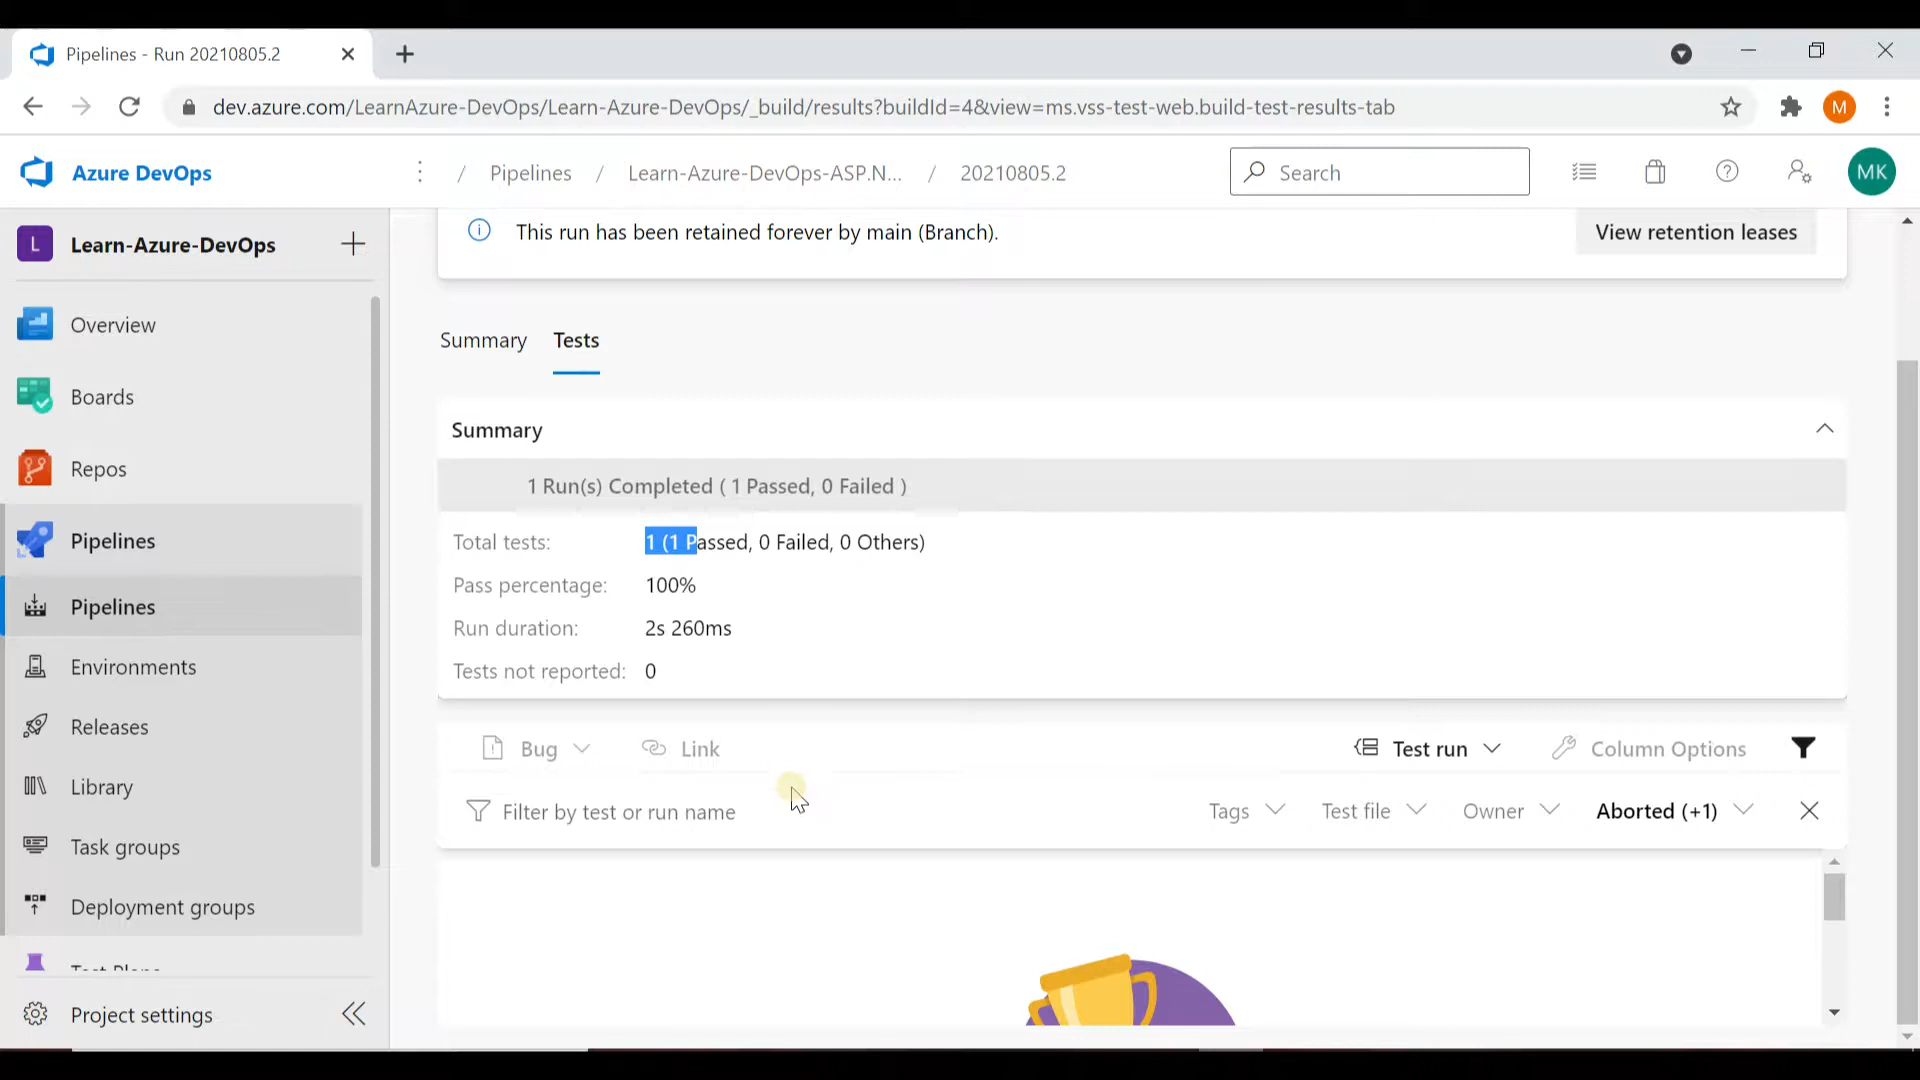 Pipelines - Run 20210805.2
dev.azure.com/LearnAzure-DevOps/Learn-Azure-DevOps/_build/results?buildId=4&view=ms.vss-test-web.build-test-results-tab
M
Azure DevOps
/ Pipelines / Learn-Azure-DevOps-ASP.N... / 20210805.2
Search
MK
L Learn-Azure-DevOps
This run has been retained forever by main (Branch).
View retention leases
Overview
Boards
Repos
Pipelines
Pipelines
Environments
Releases
Library
Task groups
Deployment groups
Test Plans
Project settings
Summary Tests
Summary
1 Run(s) Completed ( 1 Passed, 0 Failed )
Total tests: 1 (1 Passed, 0 Failed, 0 Others)
Pass percentage: 100%
Run duration: 2s 260ms
Tests not reported: 0
Bug Link Test run Column Options
Filter by test or run name Tags Test file Owner Aborted (+1)